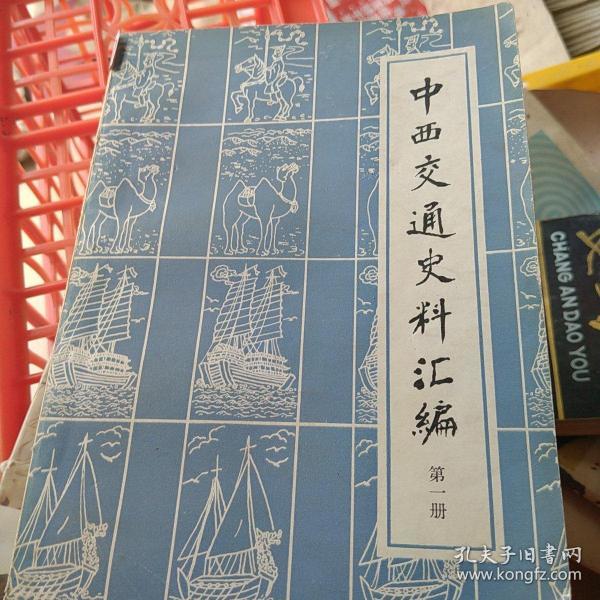 中西交通史料汇编
第一册
CHANG AN DAO YOU
孔夫子旧书网
www.kongfz.com